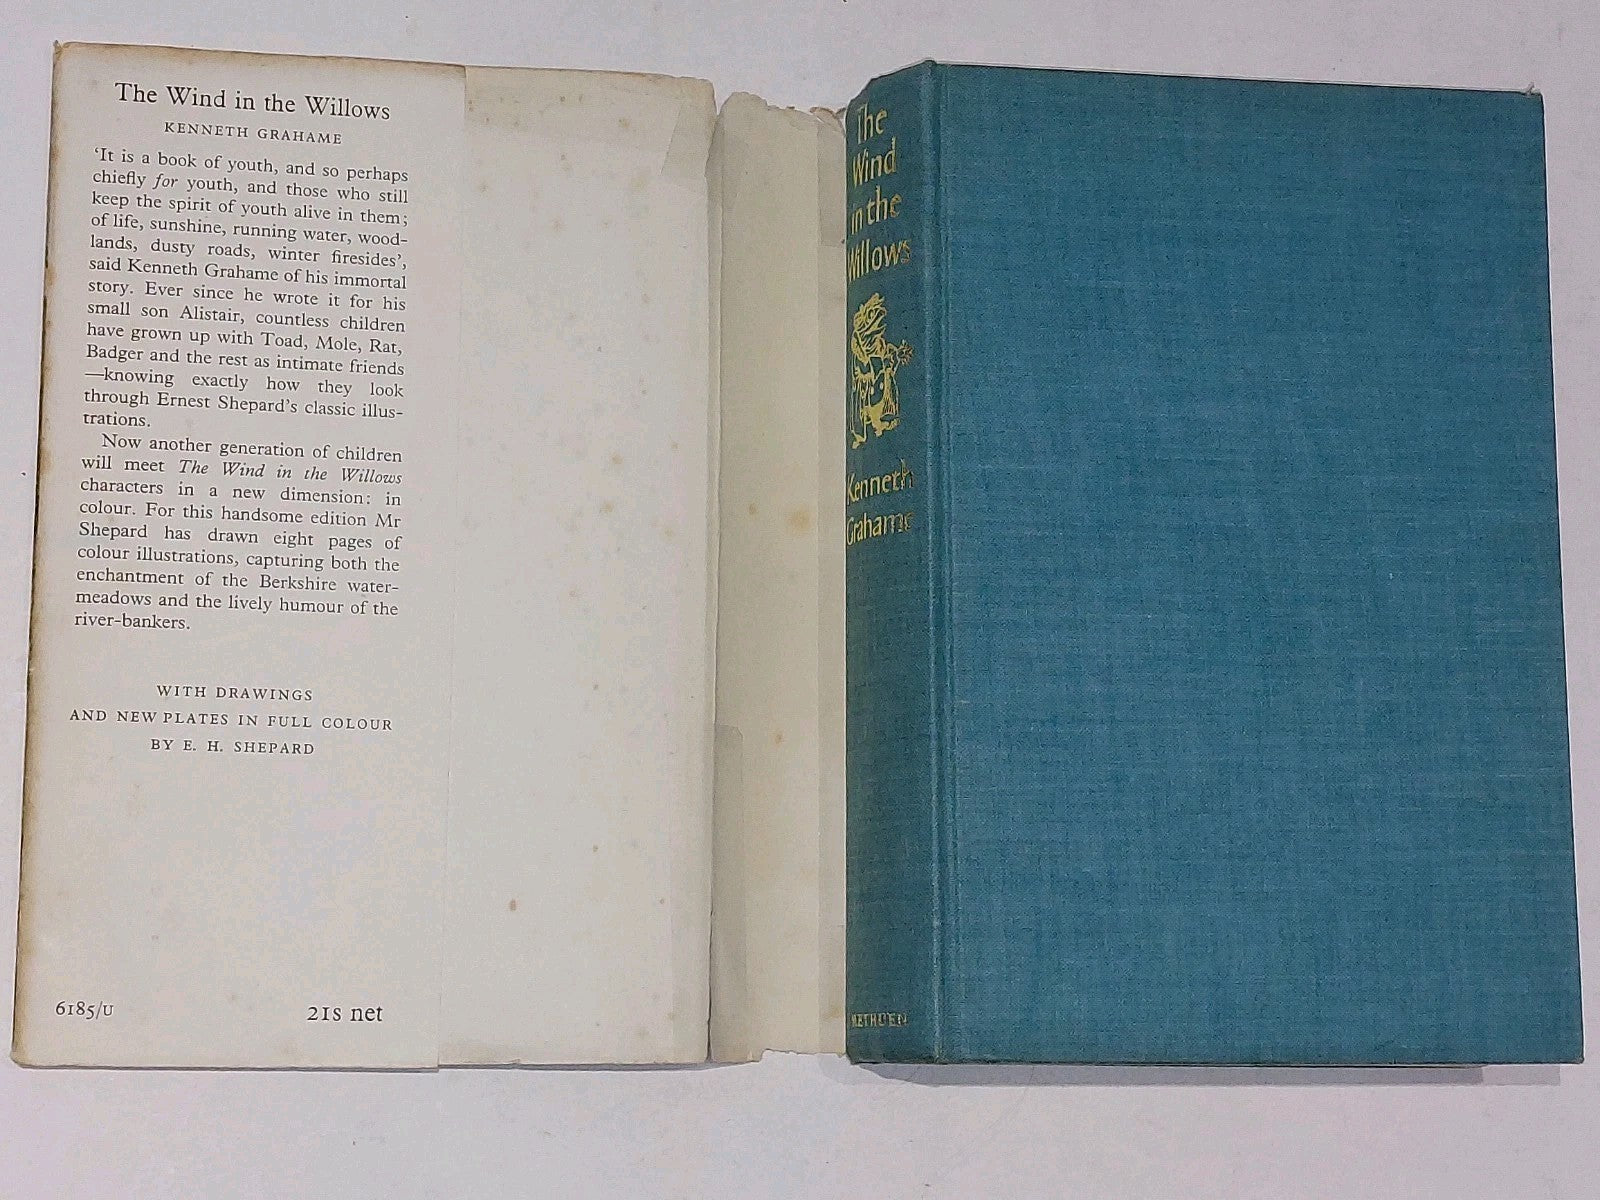 The Wind in the Willows
KENNETH GRAHAME
'It is a book of youth, and so perhaps
chiefly for youth, and those who still
keep the spirit of youth alive in them;
of life, sunshine, running water, wood-
lands, dusty roads, winter firesides',
said Kenneth Grahame of his immortal
story. Ever since he wrote it for his
small son Alistair, countless children
have grown up with Toad, Mole, Rat,
Badger and the rest as intimate friends
—knowing exactly how they look
through Ernest Shepard's classic illus-
trations.
Now another generation of children
will meet The Wind in the Willows
characters in a new dimension: in
colour. For this handsome edition Mr
Shepard has drawn eight pages of
colour illustrations, capturing both the
enchantment of the Berkshire water-
meadows and the lively humour of the
river-bankers.
WITH DRAWINGS
AND NEW PLATES IN FULL COLOUR
BY E. H. SHEPARD
6185/U
21s net
The
Wind
in the
Willows
Kenneth
Grahame
METHUEN